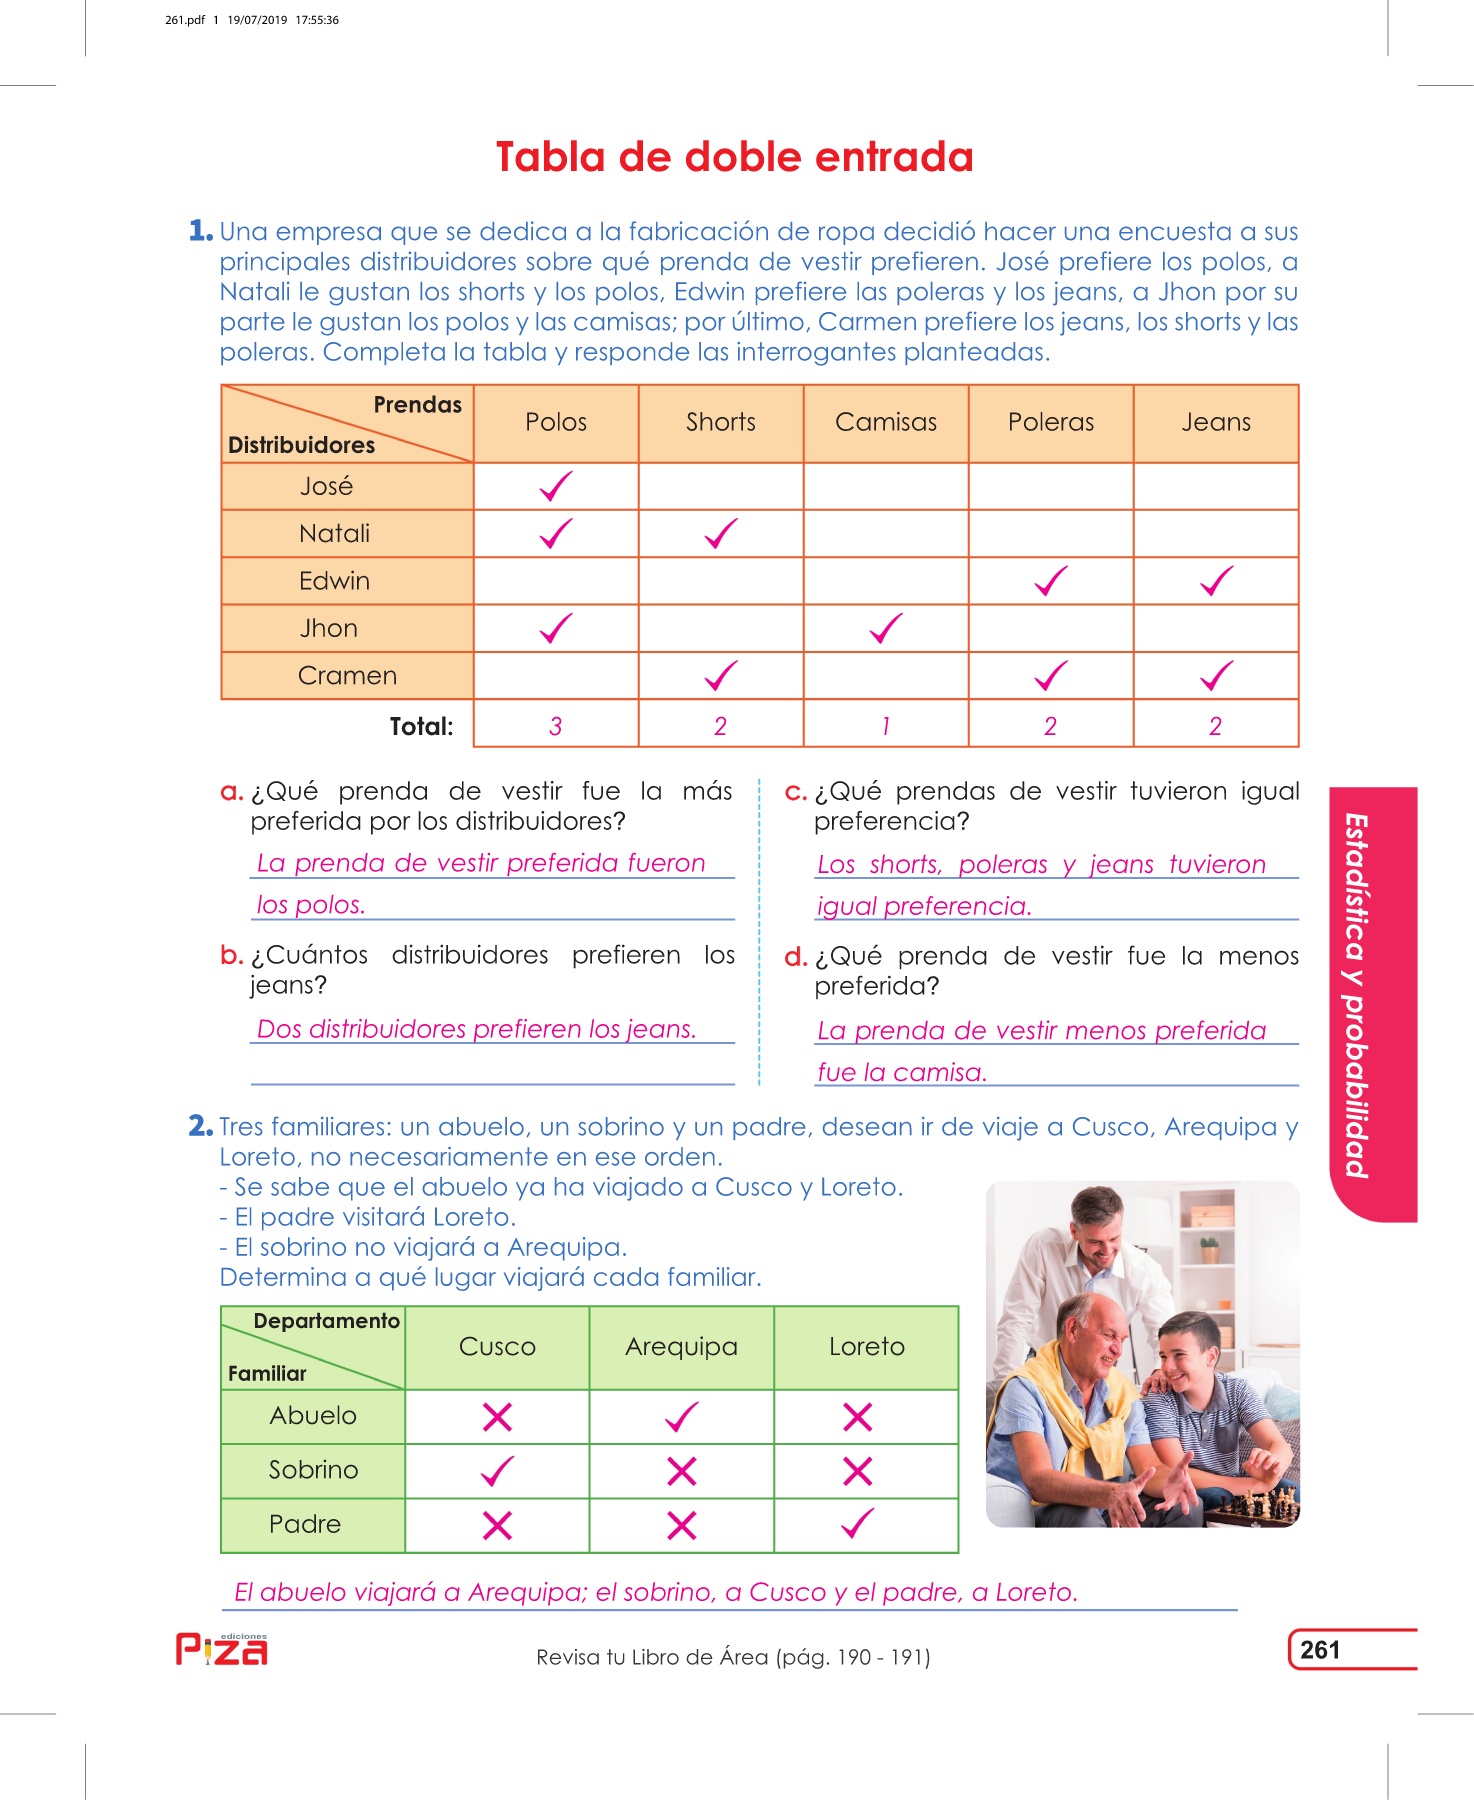 261.pdf 1 19/07/2019 17:55:36
Tabla de doble entrada
1. Una empresa que se dedica a la fabricación de ropa decidió hacer una encuesta a sus
principales distribuidores sobre qué prenda de vestir prefieren. José prefiere los polos, a
Natali le gustan los shorts y los polos, Edwin prefiere las poleras y los jeans, a Jhon por su
parte le gustan los polos y las camisas; por último, Carmen prefiere los jeans, los shorts y las
poleras. Completa la tabla y responde las interrogantes planteadas.
Prendas
Distribuidores
Polos Shorts Camisas Poleras Jeans
José ✓
Natali ✓ ✓
Edwin ✓ ✓
Jhon ✓ ✓
Cramen ✓ ✓ ✓
Total: 3 2 1 2 2
a. ¿Qué prenda de vestir fue la más
preferida por los distribuidores?
La prenda de vestir preferida fueron
los polos.
b. ¿Cuántos distribuidores prefieren los
jeans?
Dos distribuidores prefieren los jeans.
c. ¿Qué prendas de vestir tuvieron igual
preferencia?
Los shorts, poleras y jeans tuvieron
igual preferencia.
d. ¿Qué prenda de vestir fue la menos
preferida?
La prenda de vestir menos preferida
fue la camisa.
Estadística y probabilidad
2. Tres familiares: un abuelo, un sobrino y un padre, desean ir de viaje a Cusco, Arequipa y
Loreto, no necesariamente en ese orden.
- Se sabe que el abuelo ya ha viajado a Cusco y Loreto.
- El padre visitará Loreto.
- El sobrino no viajará a Arequipa.
Determina a qué lugar viajará cada familiar.
Departamento
Familiar
Cusco Arequipa Loreto
Abuelo ✕ ✓ ✕
Sobrino ✓ ✕ ✕
Padre ✕ ✕ ✓
El abuelo viajará a Arequipa; el sobrino, a Cusco y el padre, a Loreto.
ediciones
Piza
Revisa tu Libro de Área (pág. 190 - 191)
261